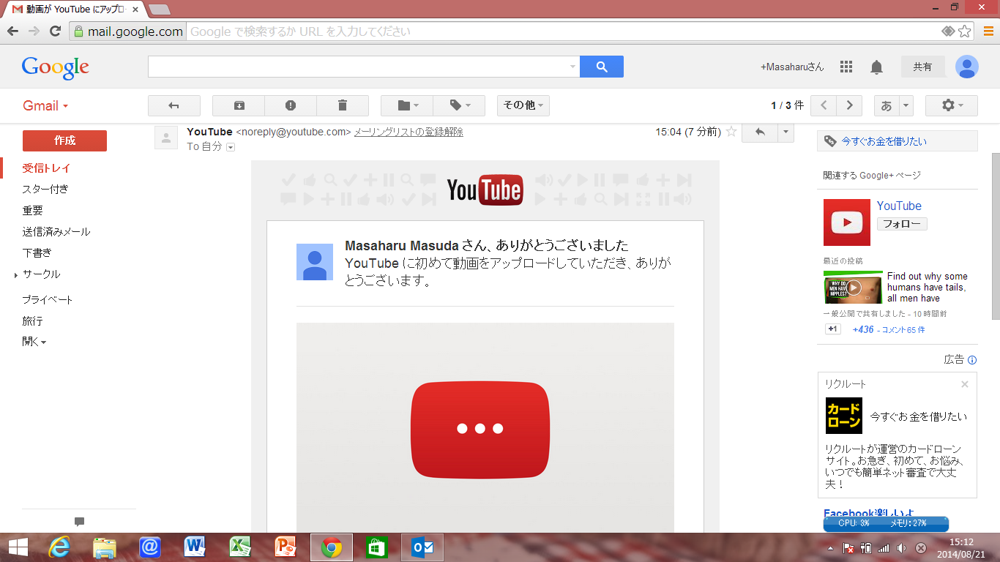 動画が YouTube にアップロ
mail.google.com
Google で検索するか URL を入力してください
Google
+Masaharuさん
共有
Gmail
その他
1 / 3 件
あ
作成
受信トレイ
スター付き
重要
送信済みメール
下書き
サークル
プライベート
旅行
開く
YouTube <noreply@youtube.com> メーリングリストの登録解除
15:04 (7 分前)
To 自分
YouTube
Masaharu Masuda さん、ありがとうございました
YouTube に初めて動画をアップロードしていただき、ありが
とうございます。
今すぐお金を借りたい
関連する Google+ ページ
YouTube
フォロー
最近の投稿
WHY DO
MEN HAVE
NIPPLES?
Find out why some
humans have tails,
all men have
一般公開で共有しました - 10 時間前
+1
+436 - コメント65 件
広告
リクルート
カード
ローン
今すぐお金を借りたい
リクルートが運営のカードローン
サイト。お急ぎ、初めて、お悩み、
いつでも簡単ネット審査で大丈
夫！
Facebook楽しいよ
CPU: 3% メモリ: 27%
15:12
2014/08/21